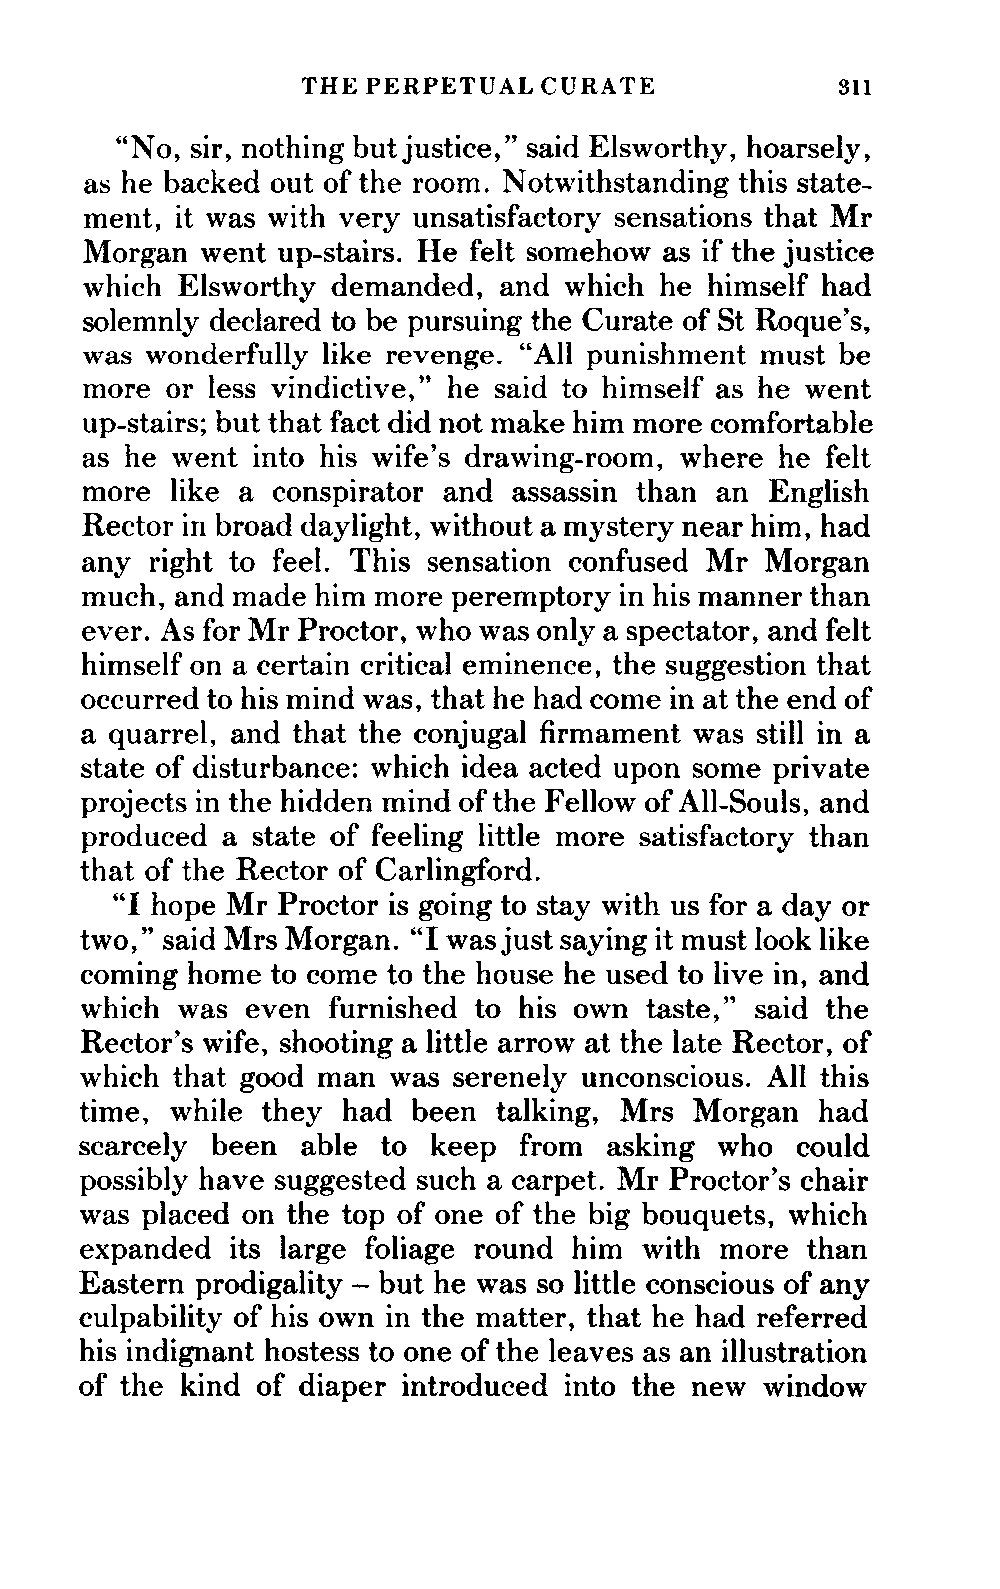 THE PERPETUAL CURATE 311
“No, sir, nothing but justice,” said Elsworthy, hoarsely,
as he backed out of the room. Notwithstanding this state-
ment, it was with very unsatisfactory sensations that Mr
Morgan went up-stairs. He felt somehow as if the justice
which Elsworthy demanded, and which he himself had
solemnly declared to be pursuing the Curate of St Roque’s,
was wonderfully like revenge. “All punishment must be
more or less vindictive,” he said to himself as he went
up-stairs; but that fact did not make him more comfortable
as he went into his wife’s drawing-room, where he felt
more like a conspirator and assassin than an English
Rector in broad daylight, without a mystery near him, had
any right to feel. This sensation confused Mr Morgan
much, and made him more peremptory in his manner than
ever. As for Mr Proctor, who was only a spectator, and felt
himself on a certain critical eminence, the suggestion that
occurred to his mind was, that he had come in at the end of
a quarrel, and that the conjugal firmament was still in a
state of disturbance: which idea acted upon some private
projects in the hidden mind of the Fellow of All-Souls, and
produced a state of feeling little more satisfactory than
that of the Rector of Carlingford.
“I hope Mr Proctor is going to stay with us for a day or
two,” said Mrs Morgan. “I was just saying it must look like
coming home to come to the house he used to live in, and
which was even furnished to his own taste,” said the
Rector’s wife, shooting a little arrow at the late Rector, of
which that good man was serenely unconscious. All this
time, while they had been talking, Mrs Morgan had
scarcely been able to keep from asking who could
possibly have suggested such a carpet. Mr Proctor’s chair
was placed on the top of one of the big bouquets, which
expanded its large foliage round him with more than
Eastern prodigality – but he was so little conscious of any
culpability of his own in the matter, that he had referred
his indignant hostess to one of the leaves as an illustration
of the kind of diaper introduced into the new window